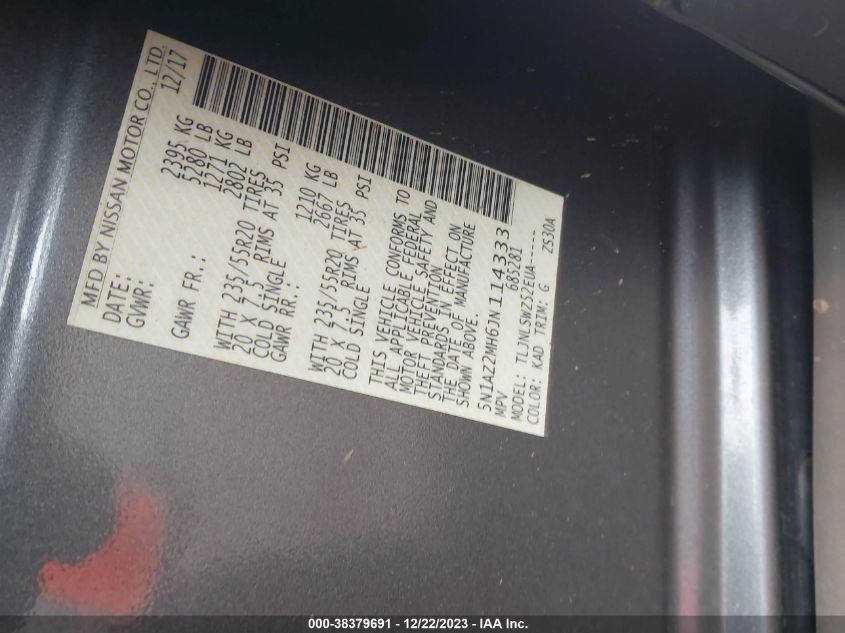 MFD BY NISSAN MOTOR CO., LTD.
DATE: 12/17
GVWR: 2395 KG
5280 LB
GAWR FR.: 1271 KG
2802 LB
WITH 235/55R20 TIRES
20 X 7.5 RIMS AT 35 PSI
COLD SINGLE
GAWR RR.: 1210 KG
2667 LB
WITH 235/55R20 TIRES
20 X 7.5 RIMS AT 35 PSI
COLD SINGLE
THIS VEHICLE CONFORMS TO
ALL APPLICABLE FEDERAL
MOTOR VEHICLE SAFETY AND
THEFT PREVENTION
STANDARDS IN EFFECT ON
THE DATE OF MANUFACTURE
SHOWN ABOVE.
5N1AZ2MH6JN114333
MPV 685281
MODEL: TLJNLSW252EUA-----
COLOR: KAD TRIM: G ZS30A
000-38379691 - 12/22/2023 - IAA Inc.